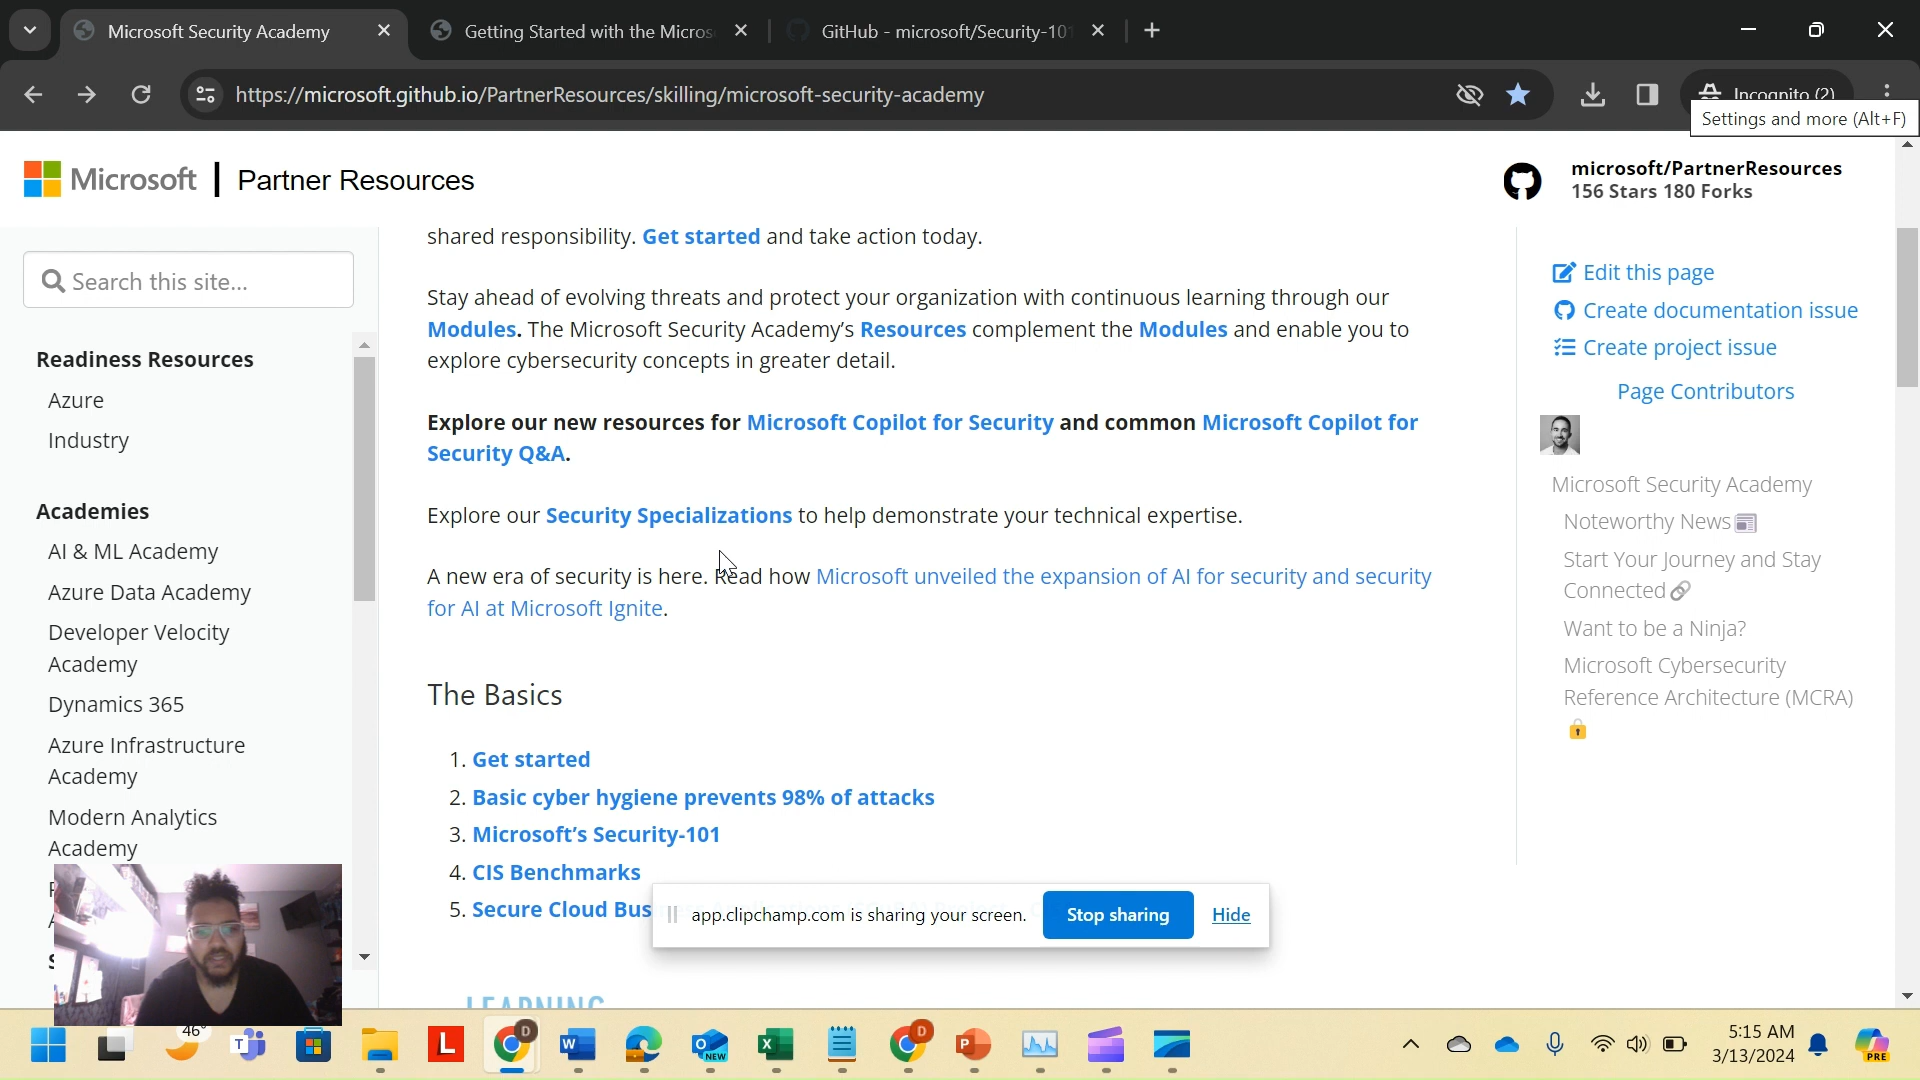 Microsoft Security Academy
Getting Started with the Micros
GitHub - microsoft/Security-101
https://microsoft.github.io/PartnerResources/skilling/microsoft-security-academy
Incognito (2)
Settings and more (Alt+F)
Microsoft | Partner Resources
microsoft/PartnerResources
156 Stars 180 Forks
Search this site...
Readiness Resources
Azure
Industry
Academies
AI & ML Academy
Azure Data Academy
Developer Velocity
Academy
Dynamics 365
Azure Infrastructure
Academy
Modern Analytics
Academy
shared responsibility. Get started and take action today.
Stay ahead of evolving threats and protect your organization with continuous learning through our
Modules. The Microsoft Security Academy's Resources complement the Modules and enable you to
explore cybersecurity concepts in greater detail.
Explore our new resources for Microsoft Copilot for Security and common Microsoft Copilot for
Security Q&A.
Explore our Security Specializations to help demonstrate your technical expertise.
A new era of security is here. Read how Microsoft unveiled the expansion of AI for security and security
for AI at Microsoft Ignite.
The Basics
1. Get started
2. Basic cyber hygiene prevents 98% of attacks
3. Microsoft's Security-101
4. CIS Benchmarks
5. Secure Cloud Bus
LEARNING
app.clipchamp.com is sharing your screen.
Stop sharing
Hide
Edit this page
Create documentation issue
Create project issue
Page Contributors
Microsoft Security Academy
Noteworthy News
Start Your Journey and Stay
Connected
Want to be a Ninja?
Microsoft Cybersecurity
Reference Architecture (MCRA)
46°
NEW
5:15 AM
3/13/2024
PRE